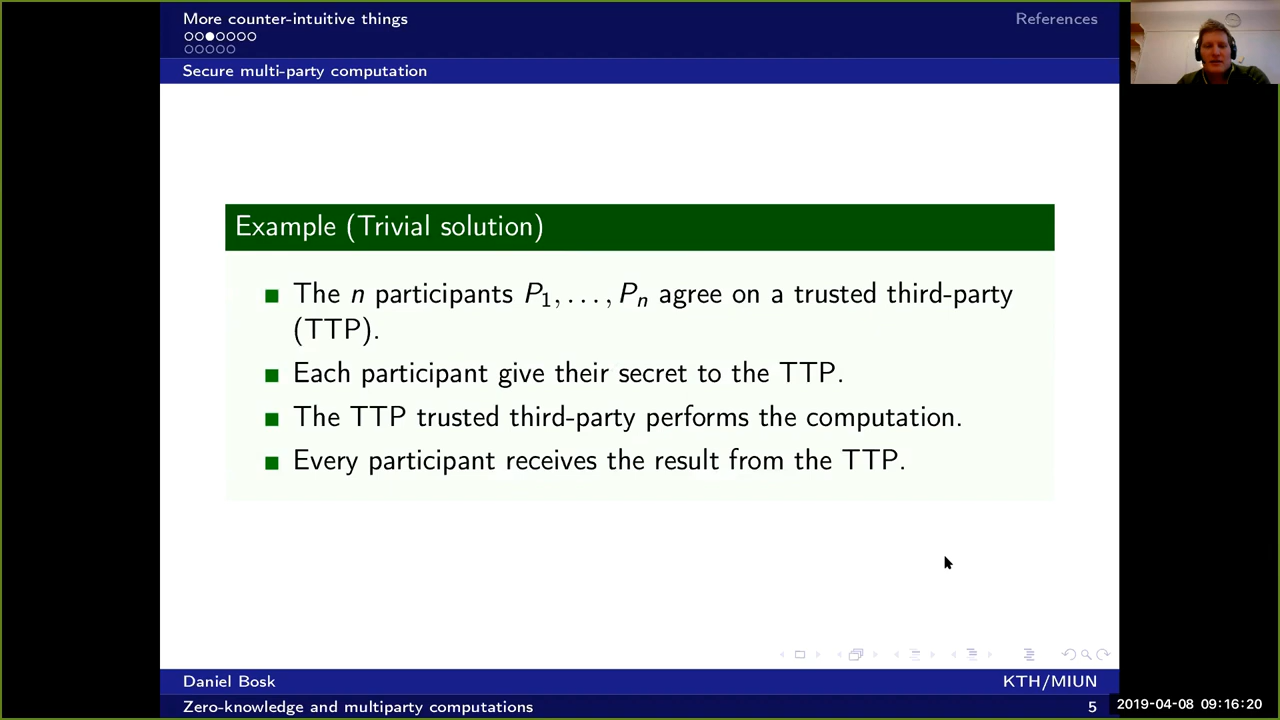 More counter-intuitive things
References
Secure multi-party computation
Example (Trivial solution)
The n participants P1, . . . , Pn agree on a trusted third-party
(TTP).
Each participant give their secret to the TTP.
The TTP trusted third-party performs the computation.
Every participant receives the result from the TTP.
Daniel Bosk
KTH/MIUN
Zero-knowledge and multiparty computations
5
2019-04-08 09:16:20